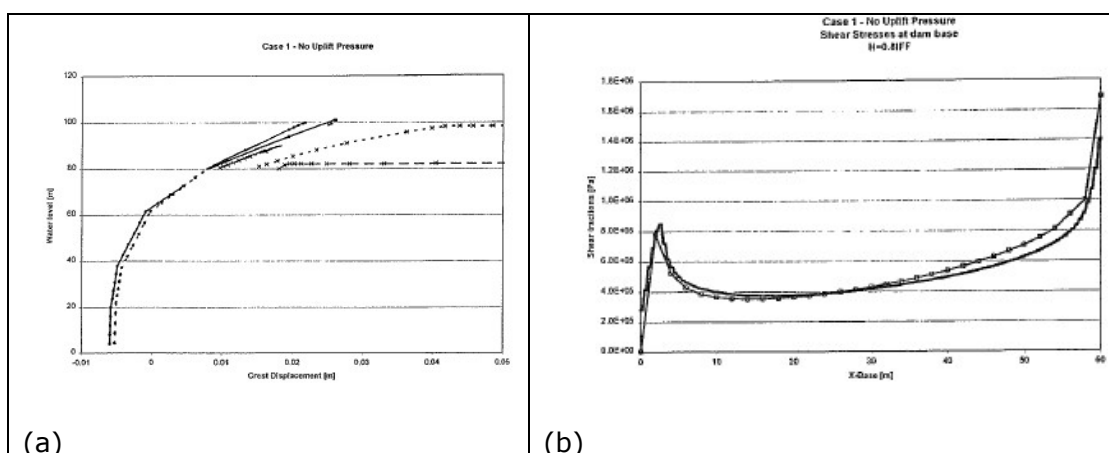 Case 1 - No Uplift Pressure
120
100
80
60
40
20
0
-0.01
0
0.01
0.02
0.03
0.04
0.05
Water level [m]
Crest Displacement [m]
(a)
Case 1 - No Uplift Pressure
Shear Stresses at dam base
H=0.8IFF
1.8E+06
1.6E+06
1.4E+06
1.2E+06
1.0E+06
8.0E+05
6.0E+05
4.0E+05
2.0E+05
0.0E+00
0
10
20
30
40
50
60
Shear tractions [Pa]
X-Base [m]
(b)